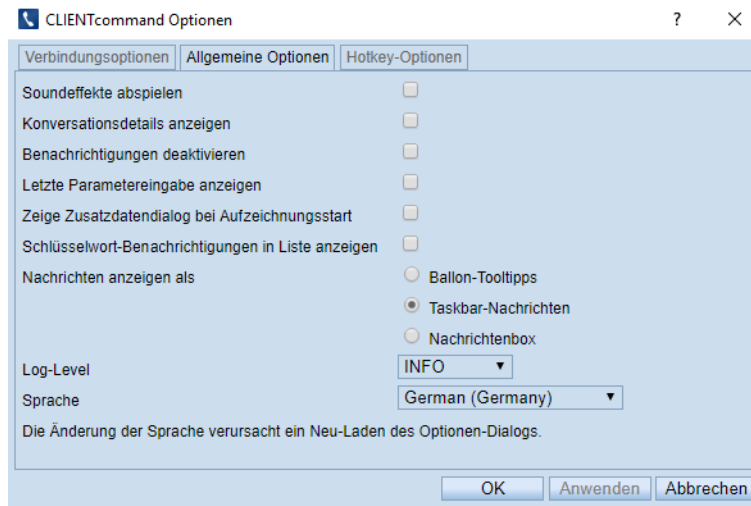 CLIENTcommand Optionen
?
Verbindungsoptionen Allgemeine Optionen Hotkey-Optionen
Soundeffekte abspielen
Konversationsdetails anzeigen
Benachrichtigungen deaktivieren
Letzte Parametereingabe anzeigen
Zeige Zusatzdatendialog bei Aufzeichnungsstart
Schlüsselwort-Benachrichtigungen in Liste anzeigen
Nachrichten anzeigen als Ballon-Tooltipps
Taskbar-Nachrichten
Nachrichtenbox
Log-Level INFO
Sprache German (Germany)
Die Änderung der Sprache verursacht ein Neu-Laden des Optionen-Dialogs.
OK Anwenden Abbrechen